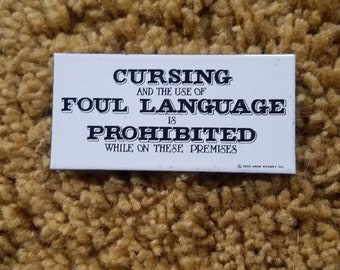 CURSING
AND THE USE OF
FOUL LANGUAGE
IS
PROHIBITED
WHILE ON THESE PREMISES